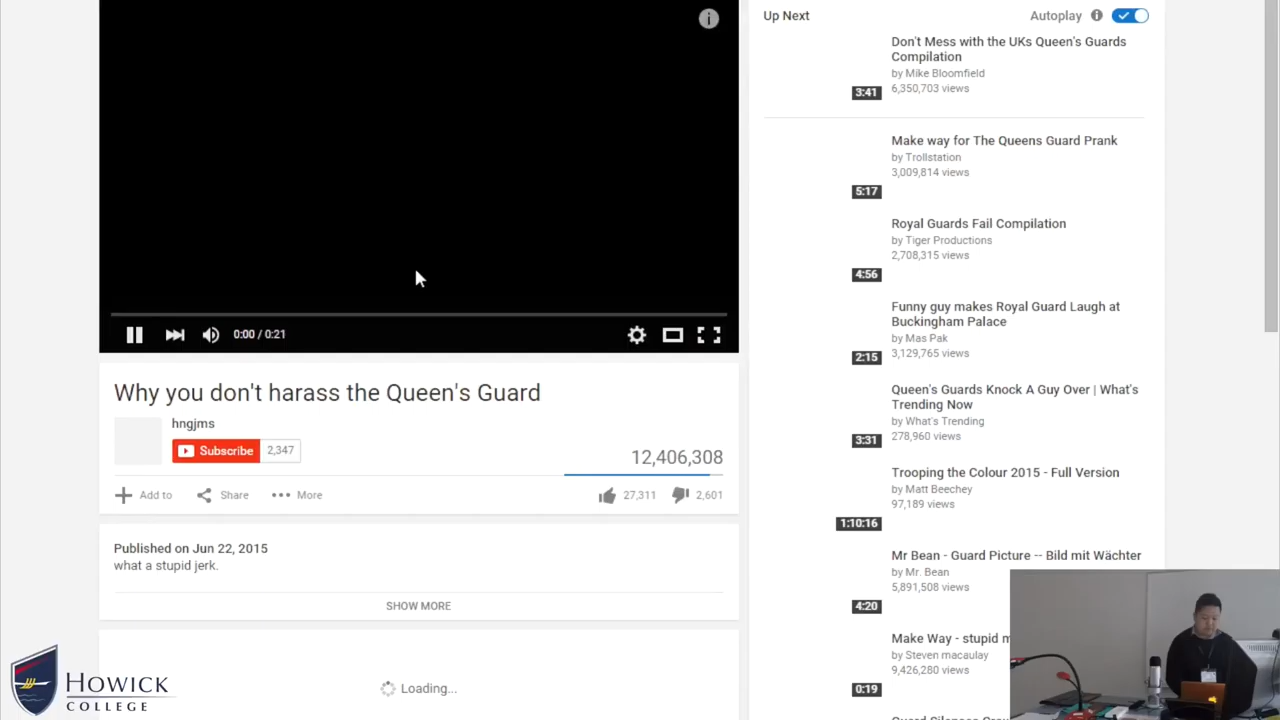 Up Next
Autoplay
Don't Mess with the UKs Queen's Guards
Compilation
by Mike Bloomfield
6,350,703 views
3:41
Make way for The Queens Guard Prank
by Trollstation
3,009,814 views
5:17
Royal Guards Fail Compilation
by Tiger Productions
2,708,315 views
4:56
Funny guy makes Royal Guard Laugh at
Buckingham Palace
by Mas Pak
3,129,765 views
2:15
Queen's Guards Knock A Guy Over | What's
Trending Now
by What's Trending
278,960 views
3:31
Trooping the Colour 2015 - Full Version
by Matt Beechey
97,189 views
1:10:16
Mr Bean - Guard Picture -- Bild mit Wächter
by Mr. Bean
5,891,508 views
4:20
Make Way - stupid
by Steven macaulay
9,426,280 views
0:19
0:00 / 0:21
Why you don't harass the Queen's Guard
hngjms
Subscribe 2,347
12,406,308
Add to Share More 27,311 2,601
Published on Jun 22, 2015
what a stupid jerk.
SHOW MORE
Loading...
HOWICK
COLLEGE